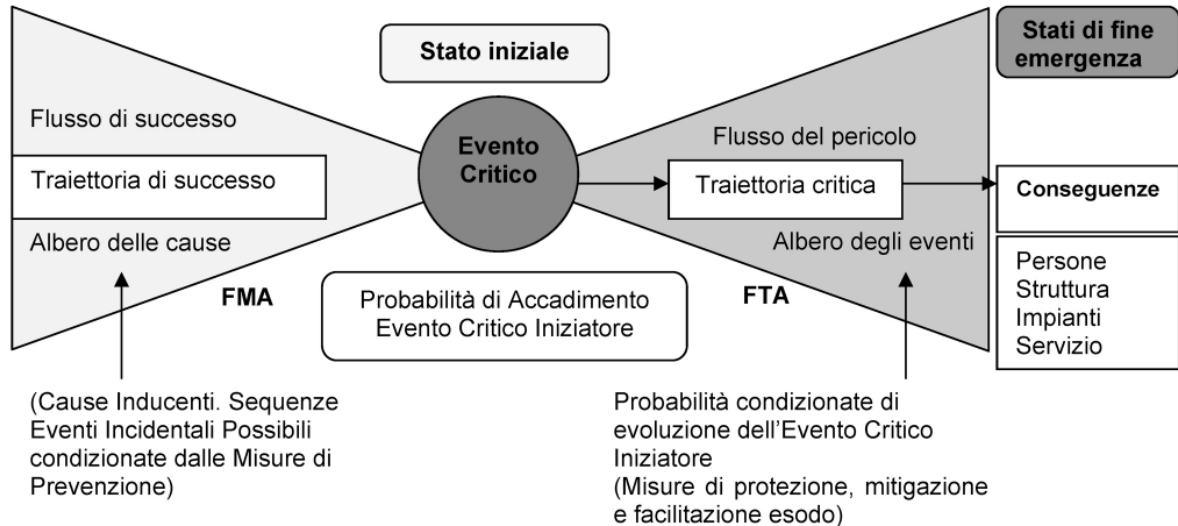 Stato iniziale
Stati di fine
emergenza
Flusso di successo
Traiettoria di successo
Albero delle cause
FMA
Evento
Critico
Probabilità di Accadimento
Evento Critico Iniziatore
Flusso del pericolo
Traiettoria critica
Albero degli eventi
FTA
Conseguenze
Persone
Struttura
Impianti
Servizio
(Cause Inducenti. Sequenze
Eventi Incidentali Possibili
condizionate dalle Misure di
Prevenzione)
Probabilità condizionate di
evoluzione dell'Evento Critico
Iniziatore
(Misure di protezione, mitigazione
e facilitazione esodo)